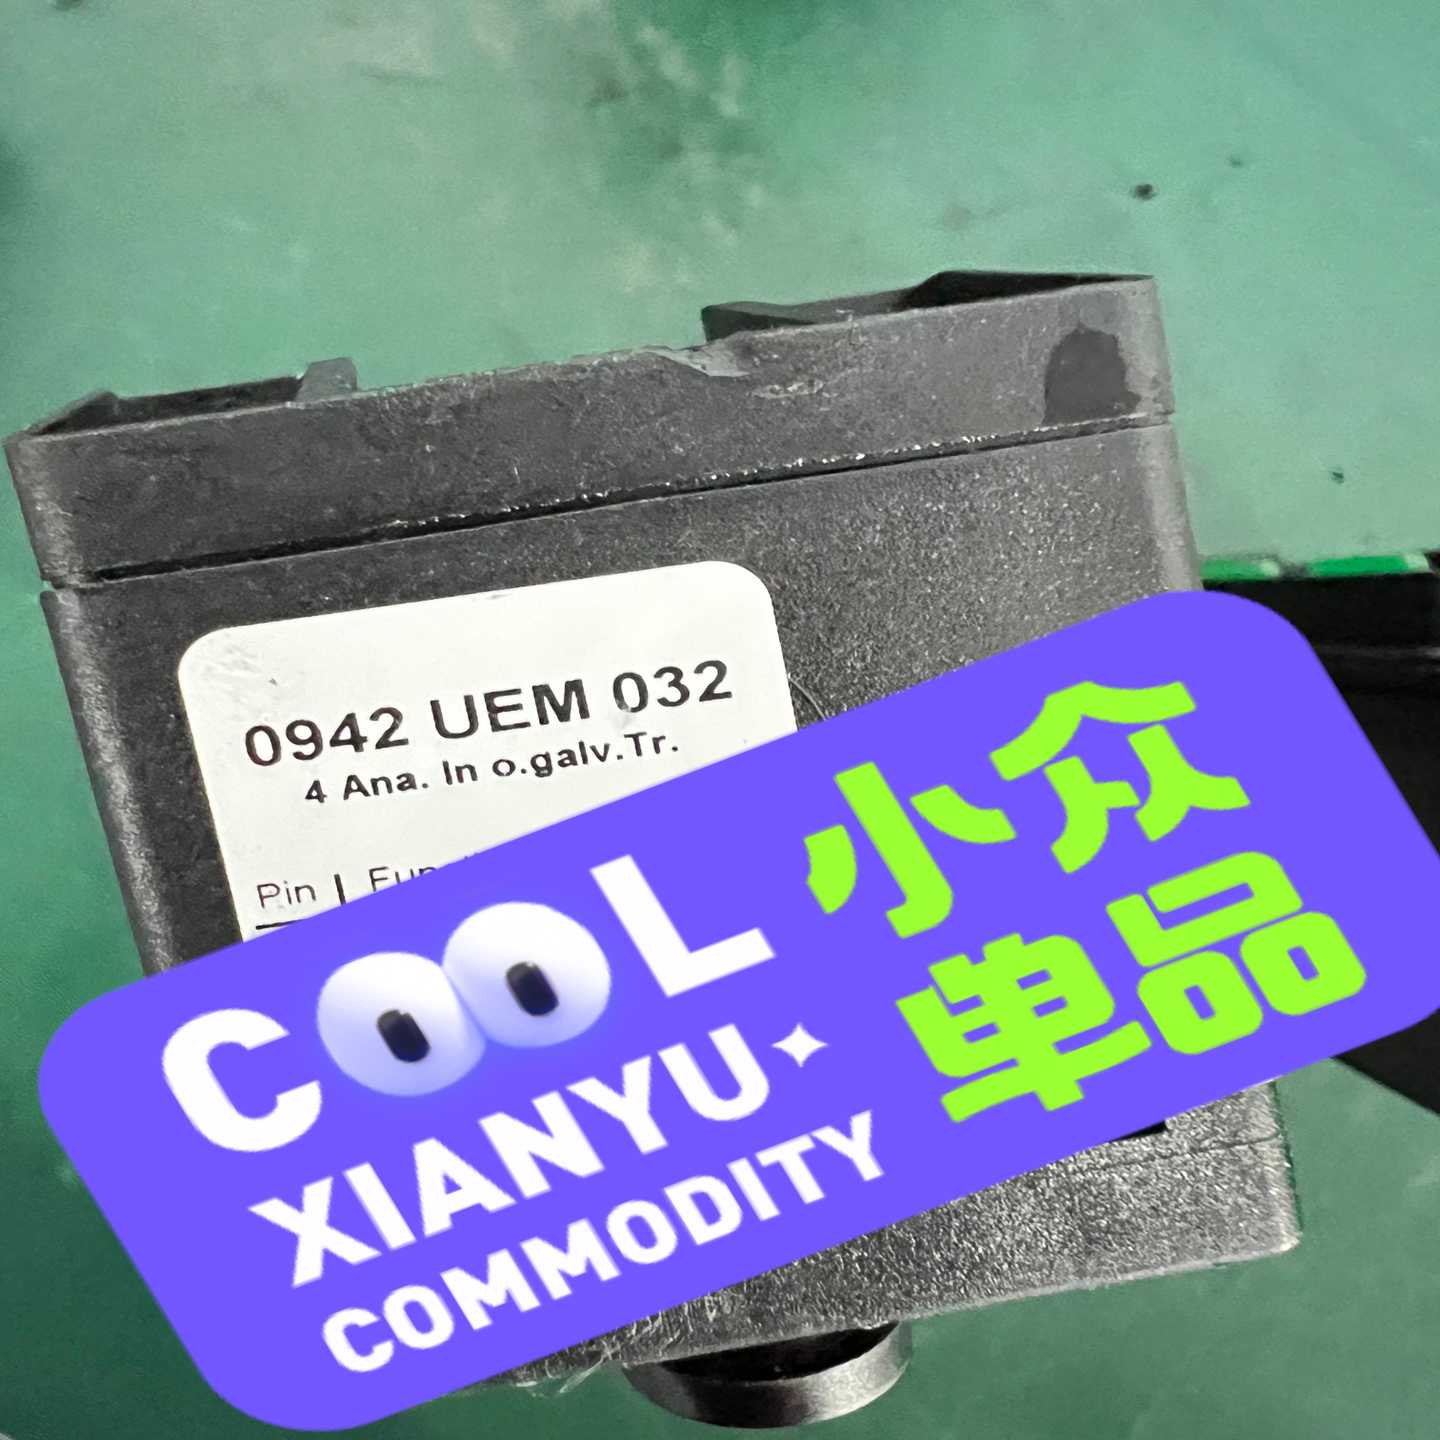 0942 UEM 032
4 Ana. In o.galv.Tr.
Pin
COOL
XIANYU
COMMODITY
小众
单品